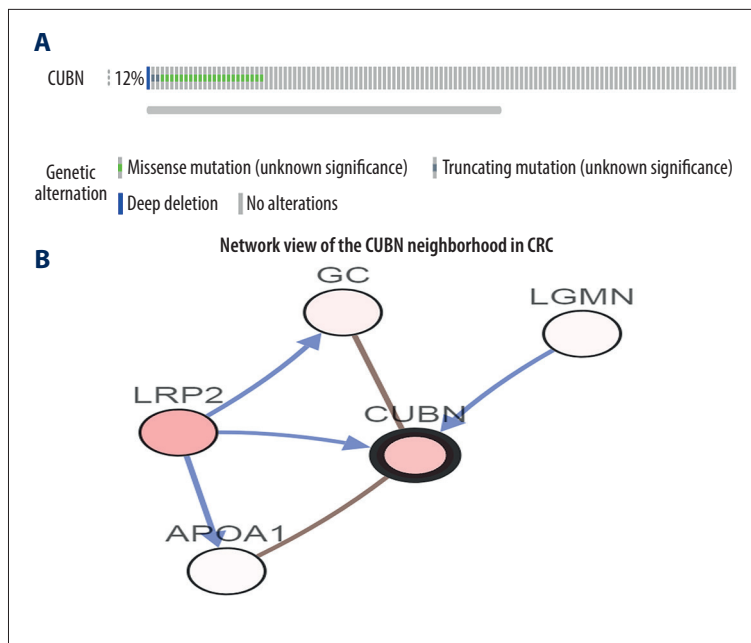 A
CUBN 12%
Genetic alternation
Missense mutation (unknown significance) Truncating mutation (unknown significance)
Deep deletion No alterations
Network view of the CUBN neighborhood in CRC
B
GC
LGMN
LRP2
CUBN
APOA1